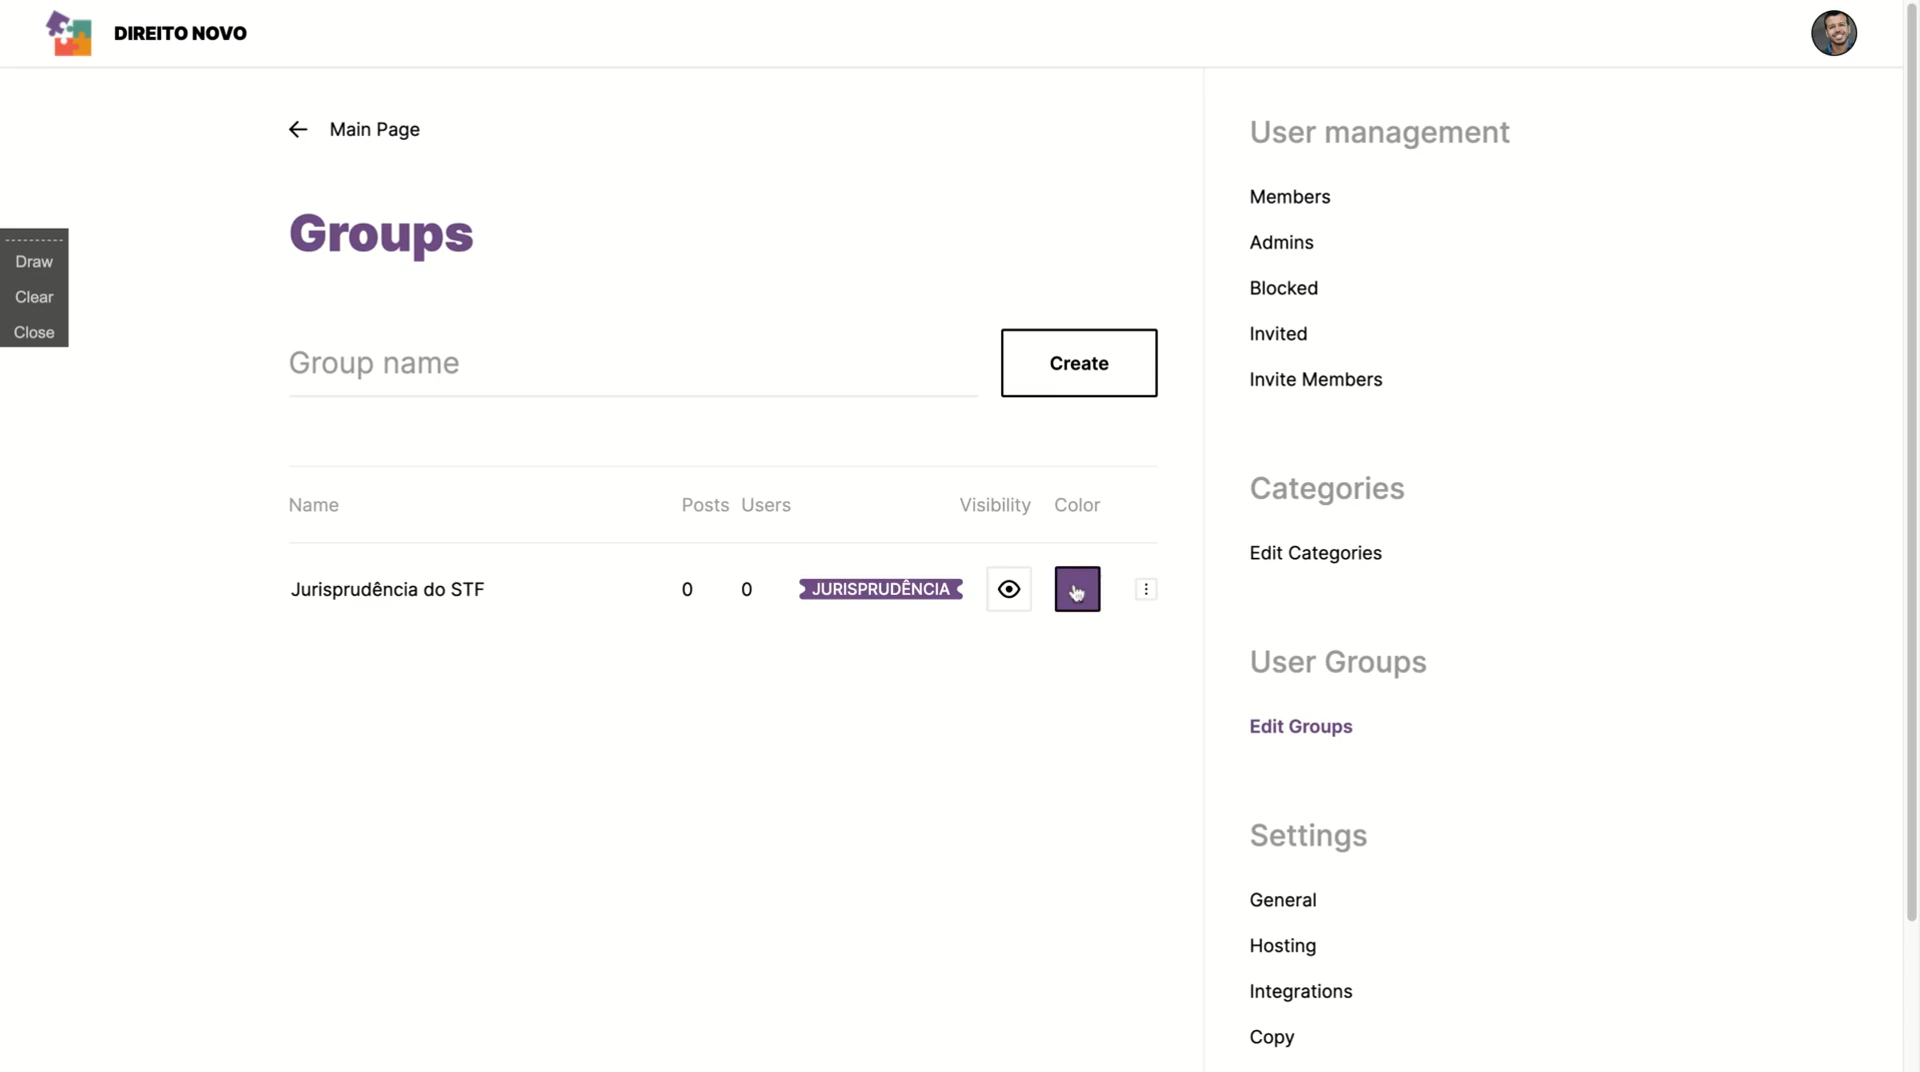 DIREITO NOVO
Main Page
Groups
Draw
Clear
Close
Group name
Create
Name Posts Users Visibility Color
Jurisprudência do STF 0 0 JURISPRUDÊNCIA
User management
Members
Admins
Blocked
Invited
Invite Members
Categories
Edit Categories
User Groups
Edit Groups
Settings
General
Hosting
Integrations
Copy